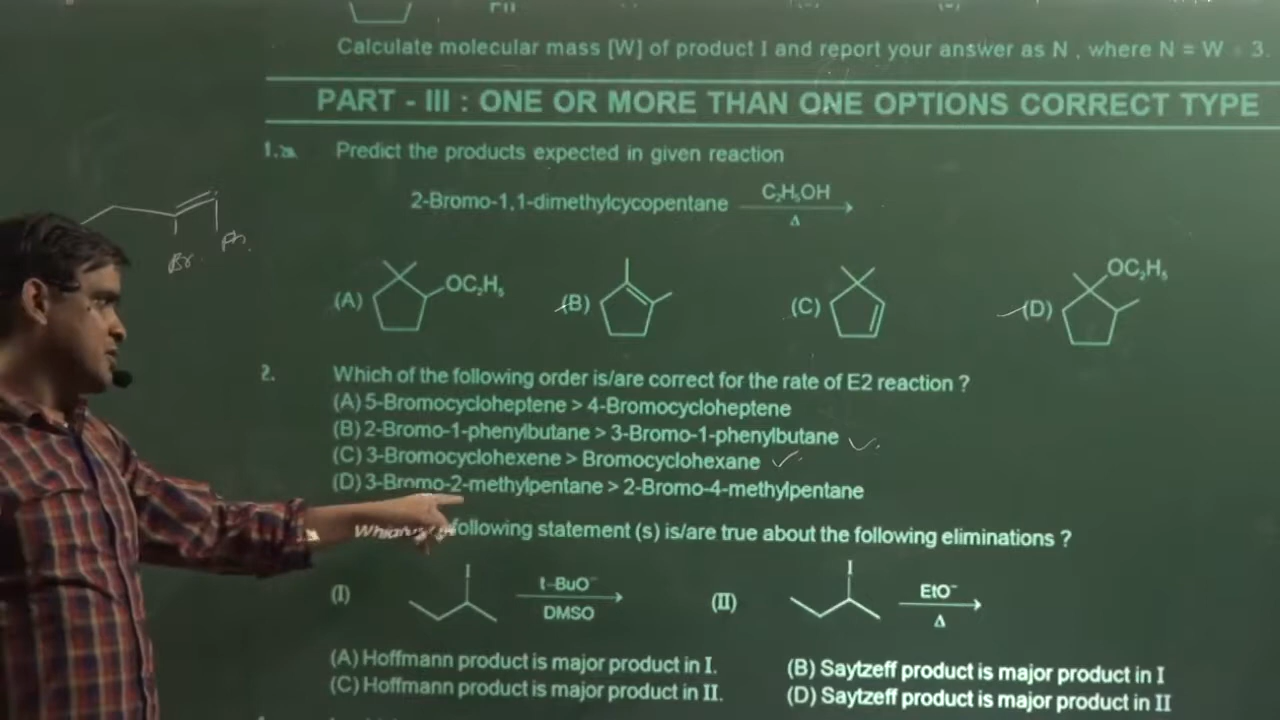 Calculate molecular mass [W] of product I and report your answer as N , where N = W - 3.
PART - III : ONE OR MORE THAN ONE OPTIONS CORRECT TYPE
1. Predict the products expected in given reaction
2-Bromo-1,1-dimethylcycopentane C₂H₅OH
Δ
(A) OC₂H₅ (B) (C) (D) OC₂H₅
Br
Ph
2. Which of the following order is/are correct for the rate of E2 reaction ?
(A) 5-Bromocycloheptene > 4-Bromocycloheptene
(B) 2-Bromo-1-phenylbutane > 3-Bromo-1-phenylbutane ✓
(C) 3-Bromocyclohexene > Bromocyclohexane ✓
(D) 3-Bromo-2-methylpentane > 2-Bromo-4-methylpentane
following statement (s) is/are true about the following eliminations ?
(I) I t-BuO⁻ (II) I EtO⁻
DMSO Δ
(A) Hoffmann product is major product in I. (B) Saytzeff product is major product in I
(C) Hoffmann product is major product in II. (D) Saytzeff product is major product in II